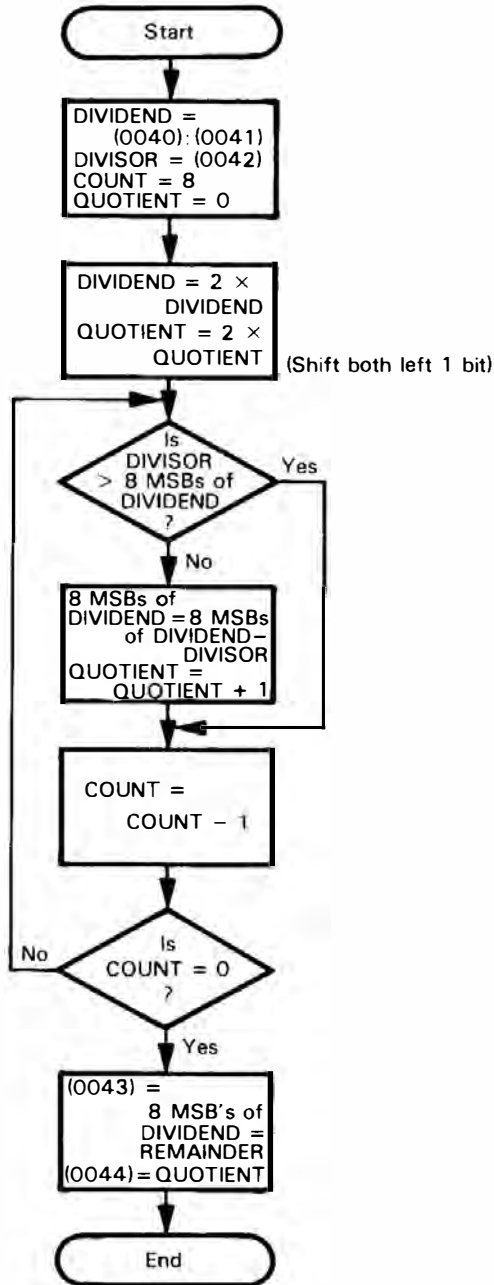 Start
DIVIDEND =
(0040):(0041)
DIVISOR = (0042)
COUNT = 8
QUOTIENT = 0
DIVIDEND = 2 ×
DIVIDEND
QUOTIENT = 2 ×
QUOTIENT
(Shift both left 1 bit)
Is
DIVISOR
> 8 MSBs of
DIVIDEND
?
Yes
No
8 MSBs of
DIVIDEND=8 MSBs
of DIVIDEND–
DIVISOR
QUOTIENT =
QUOTIENT + 1
COUNT =
COUNT – 1
Is
COUNT = 0
?
No
Yes
(0043) =
8 MSB's of
DIVIDEND =
REMAINDER
(0044)=QUOTIENT
End